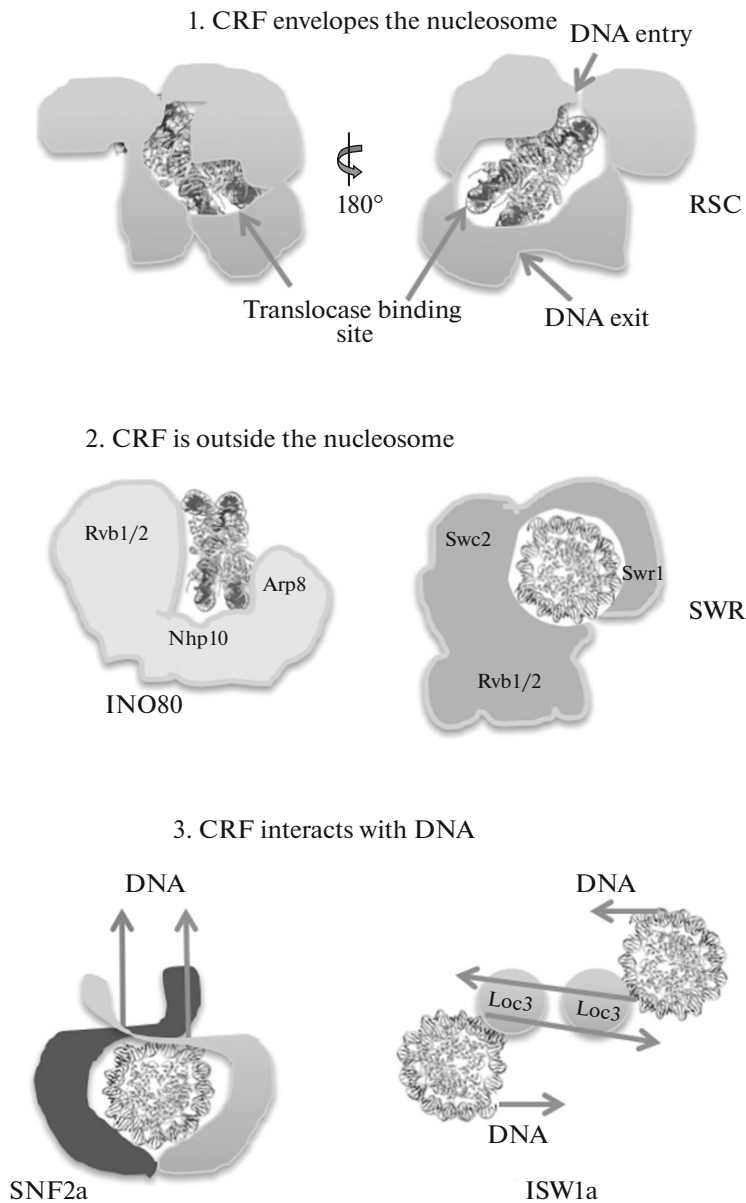 1. CRF envelopes the nucleosome
DNA entry
180°
RSC
Translocase binding
site
DNA exit
2. CRF is outside the nucleosome
Rvb1/2
Arp8
Nhp10
INO80
Swc2
Swr1
Rvb1/2
SWR
3. CRF interacts with DNA
DNA
SNF2a
DNA
Loc3
Loc3
DNA
ISW1a